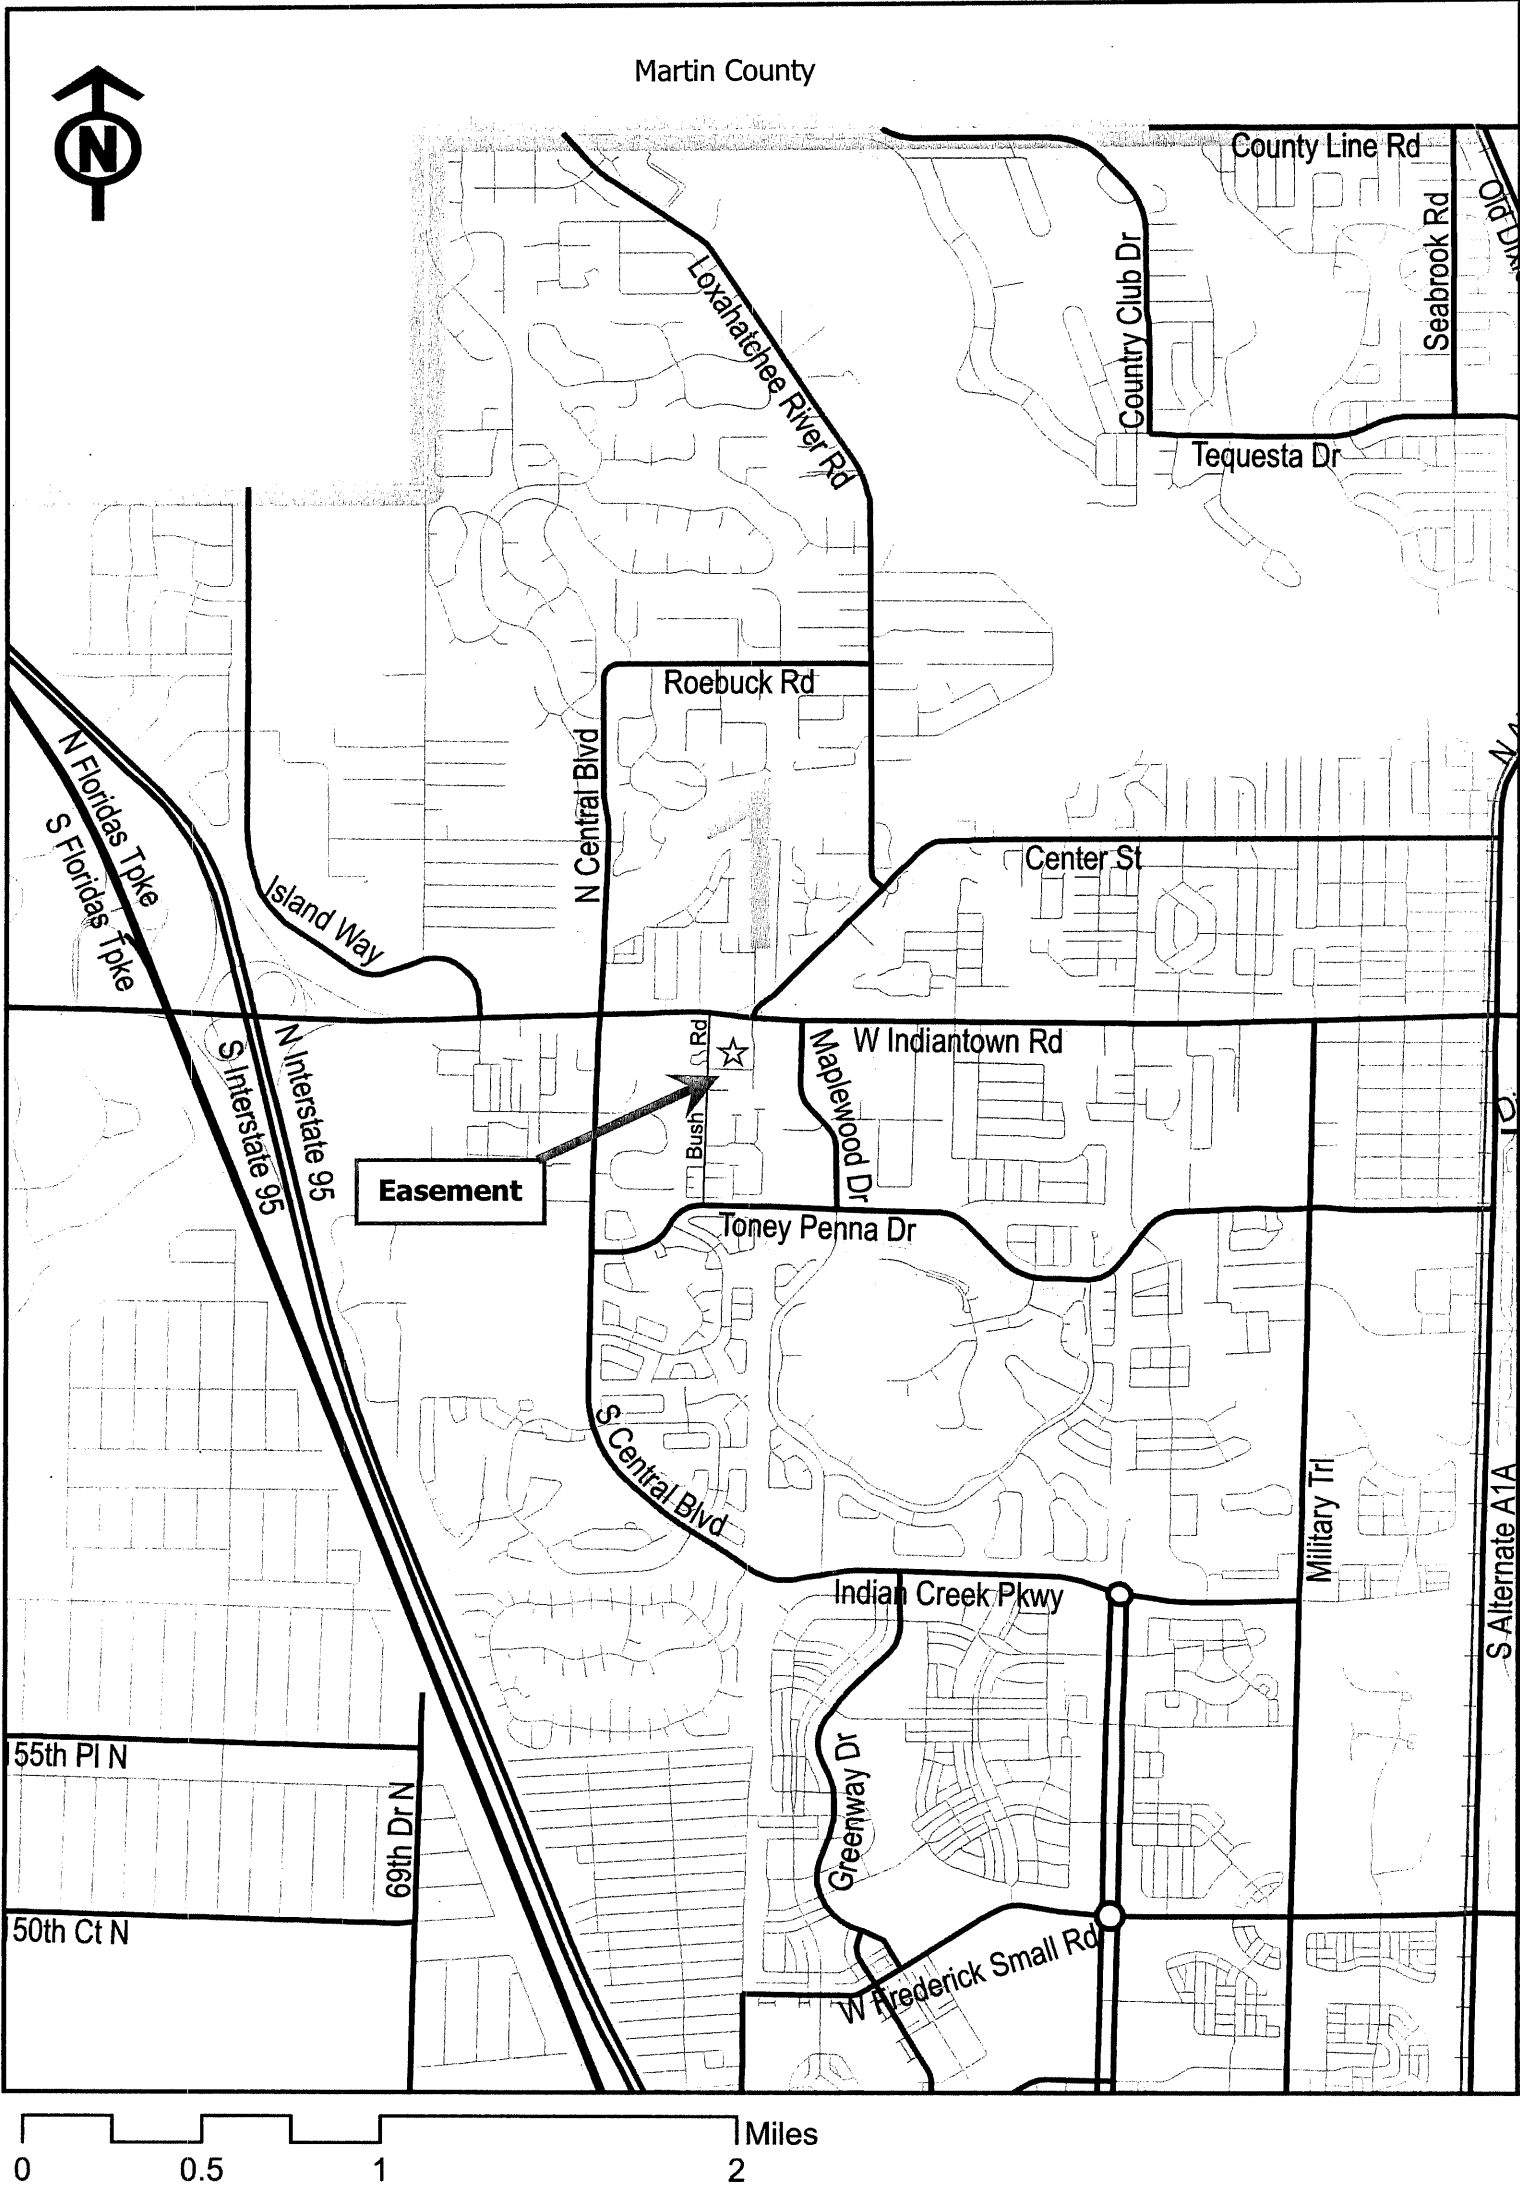 Martin County
N
County Line Rd
Seabrook Rd
Country Club Dr
Loxahatchee River Rd
Tequesta Dr
Roebuck Rd
N Central Blvd
N Floridas Tpke
S Floridas Tpke
Island Way
Center St
W Indiantown Rd
N Interstate 95
S Interstate 95
Bush Rd
Maplewood Dr
Easement
Toney Penna Dr
S Central Blvd
Military Trl
S Alternate A1A
Indian Creek Pkwy
55th Pl N
69th Dr N
Greenway Dr
50th Ct N
W Frederick Small Rd
Miles
0 0.5 1 2